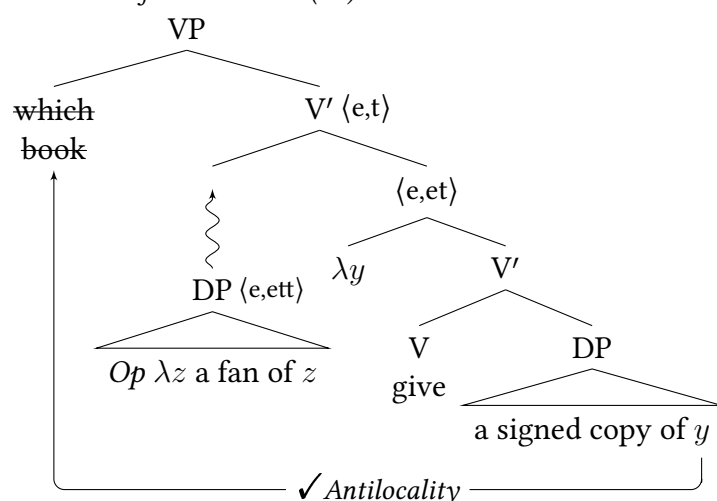 VP
which
book
V′ ⟨e,t⟩
⟨e,et⟩
λy
V′
DP ⟨e,ett⟩
Op λz a fan of z
V
give
DP
a signed copy of y
✓Antilocality